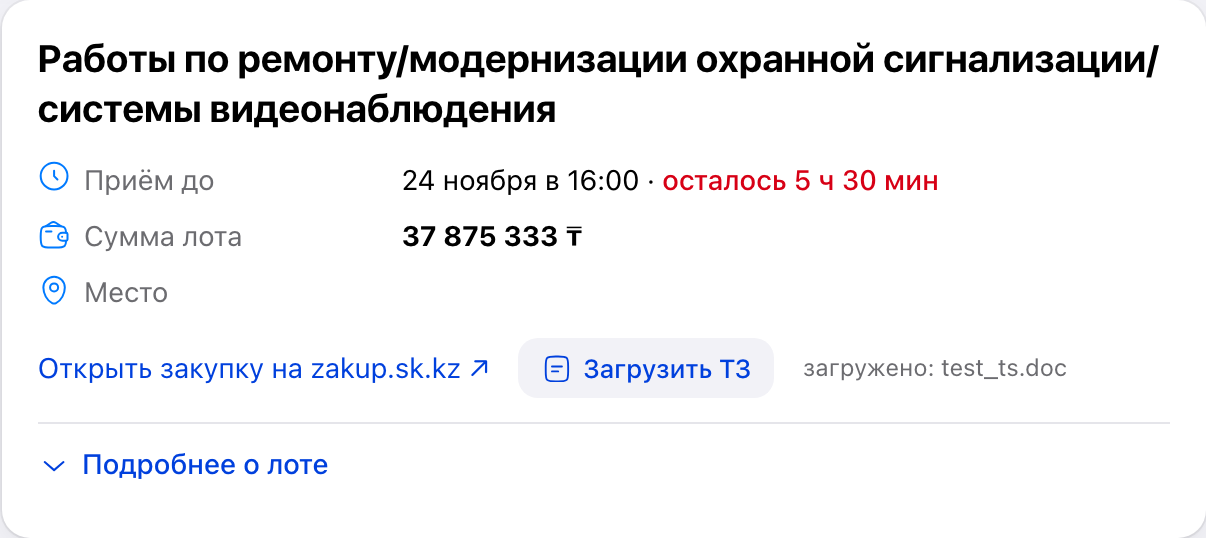 Работы по ремонту/модернизации охранной сигнализации/
системы видеонаблюдения
Приём до 24 ноября в 16:00 · осталось 5 ч 30 мин
Сумма лота 37 875 333 ₸
Место
Открыть закупку на zakup.sk.kz ↗ Загрузить ТЗ загружено: test_ts.doc
Подробнее о лоте